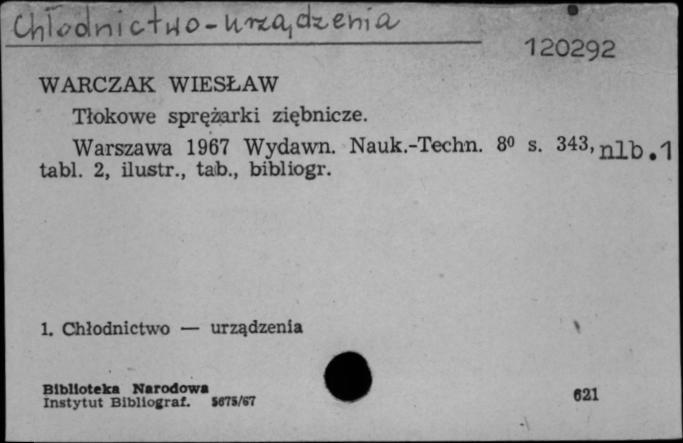 Chłodnictwo - urządzenia
120292
WARCZAK WIESŁAW
Tłokowe sprężarki ziębnicze.
Warszawa 1967 Wydawn. Nauk.-Techn. 8⁰ s. 343, nlb.1
tabl. 2, ilustr., tab., bibliogr.
1. Chłodnictwo — urządzenia
Biblioteka Narodowa
Instytut Bibliograf. 5675/67
621